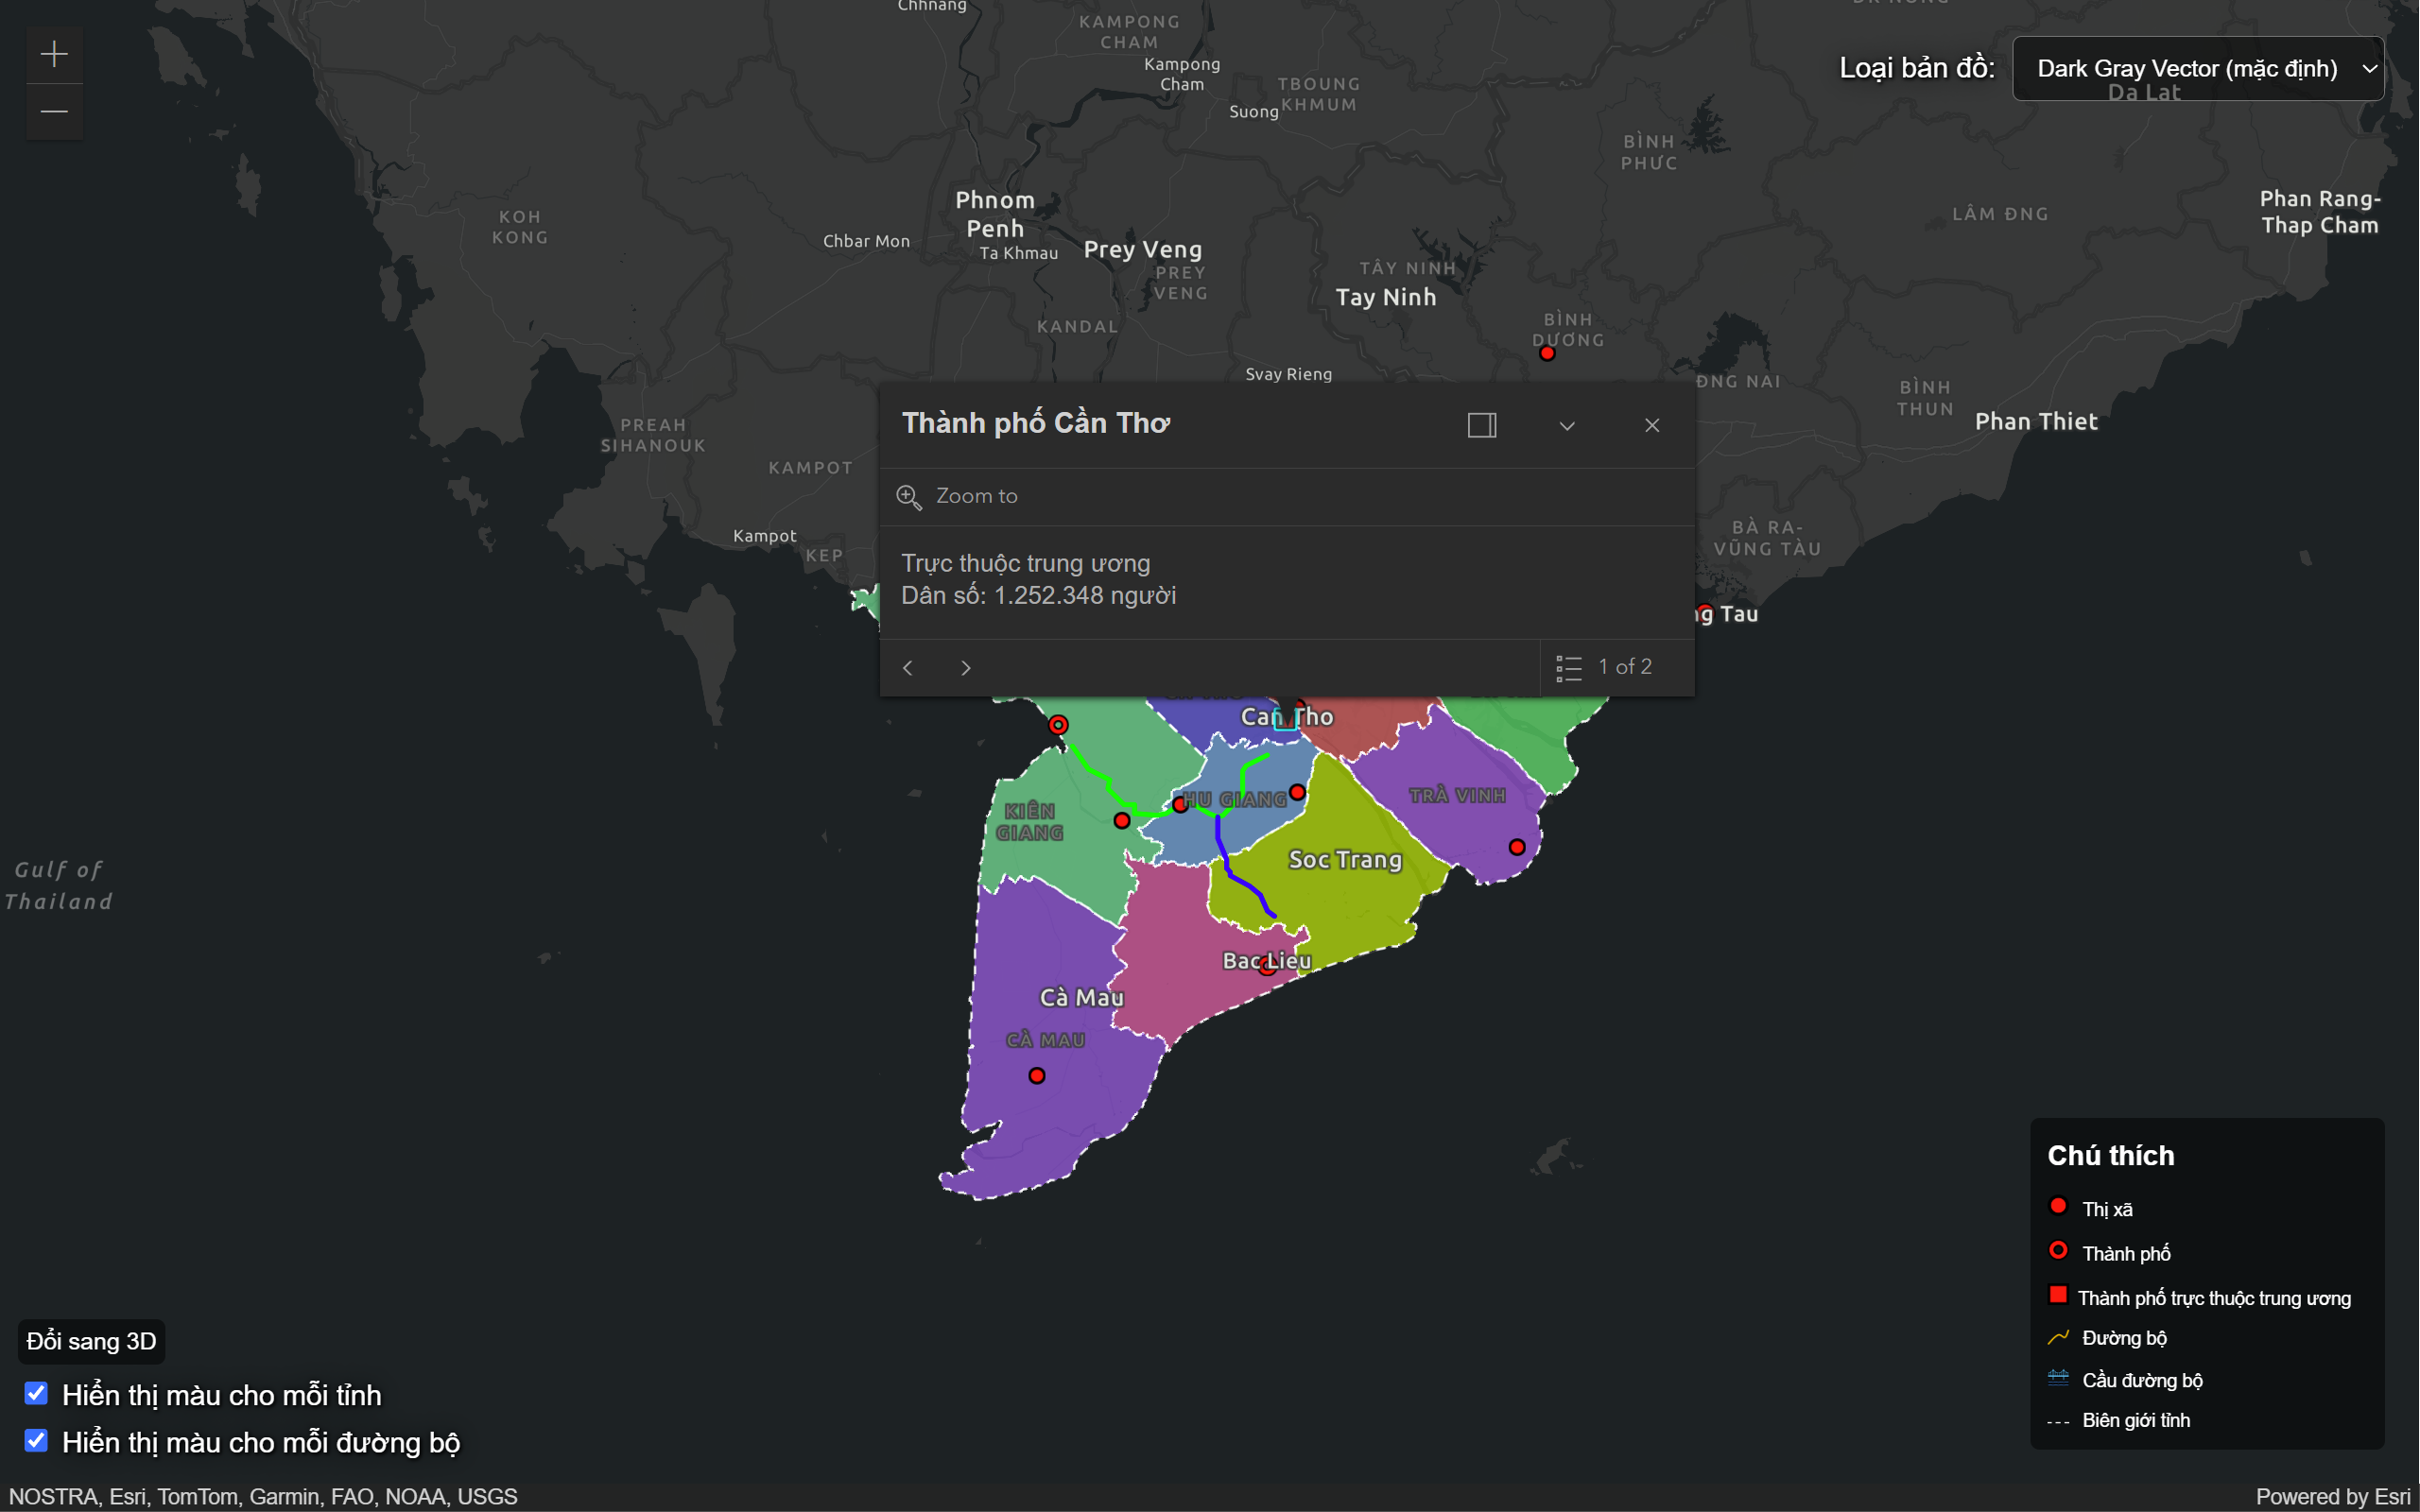 Chhnang
KAMPONG
CHAM
Kampong
Cham
TBOUNG
KHMUM
Suong
Loại bản đồ:
Dark Gray Vector (mặc định)
Da Lat
BÌNH
PHƯC
Phnom
Penh
Ta Khmau
KOH
KONG
Chbar Mon
Prey Veng
PREY
VENG
TÂY NINH
Tay Ninh
LÂM ĐNG
Phan Rang-
Thap Cham
KANDAL
BÌNH
DƯƠNG
Svay Rieng
ĐNG NAI
BÌNH
THUN
Phan Thiet
PREAH
SIHANOUK
KAMPOT
Kampot
KEP
BÀ RA-
VŨNG TÀU
ng Tau
Thành phố Cần Thơ
Zoom to
Trực thuộc trung ương
Dân số: 1.252.348 người
1 of 2
Can Tho
KIÊN
GIANG
HU GIANG
TRÀ VINH
Soc Trang
Gulf of
Thailand
Bac Lieu
Cà Mau
CÀ MAU
Chú thích
Thị xã
Thành phố
Thành phố trực thuộc trung ương
Đường bộ
Cầu đường bộ
Biên giới tỉnh
Đổi sang 3D
Hiển thị màu cho mỗi tỉnh
Hiển thị màu cho mỗi đường bộ
NOSTRA, Esri, TomTom, Garmin, FAO, NOAA, USGS
Powered by Esri